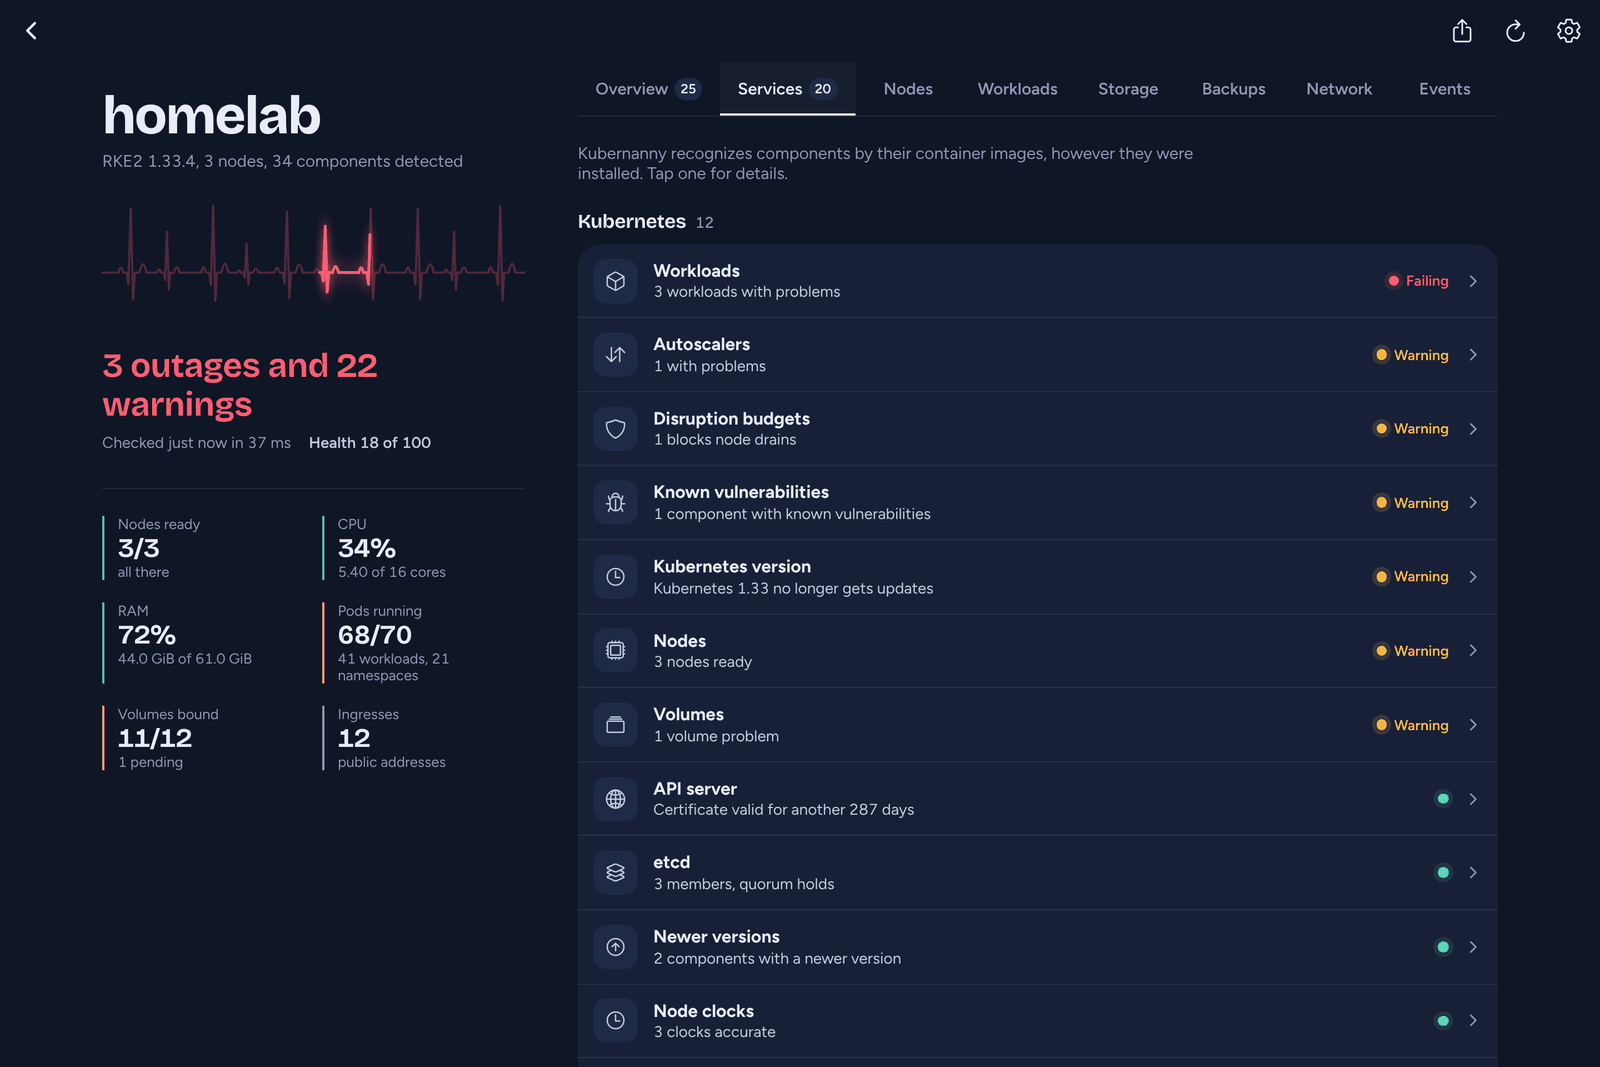 homelab
RKE2 1.33.4, 3 nodes, 34 components detected
3 outages and 22
warnings
Checked just now in 37 ms Health 18 of 100
Nodes ready
3/3
all there
CPU
34%
5.40 of 16 cores
RAM
72%
44.0 GiB of 61.0 GiB
Pods running
68/70
41 workloads, 21
namespaces
Volumes bound
11/12
1 pending
Ingresses
12
public addresses
Overview 25 Services 20 Nodes Workloads Storage Backups Network Events
Kubernanny recognizes components by their container images, however they were
installed. Tap one for details.
Kubernetes 12
Workloads
3 workloads with problems
Failing
Autoscalers
1 with problems
Warning
Disruption budgets
1 blocks node drains
Warning
Known vulnerabilities
1 component with known vulnerabilities
Warning
Kubernetes version
Kubernetes 1.33 no longer gets updates
Warning
Nodes
3 nodes ready
Warning
Volumes
1 volume problem
Warning
API server
Certificate valid for another 287 days
etcd
3 members, quorum holds
Newer versions
2 components with a newer version
Node clocks
3 clocks accurate